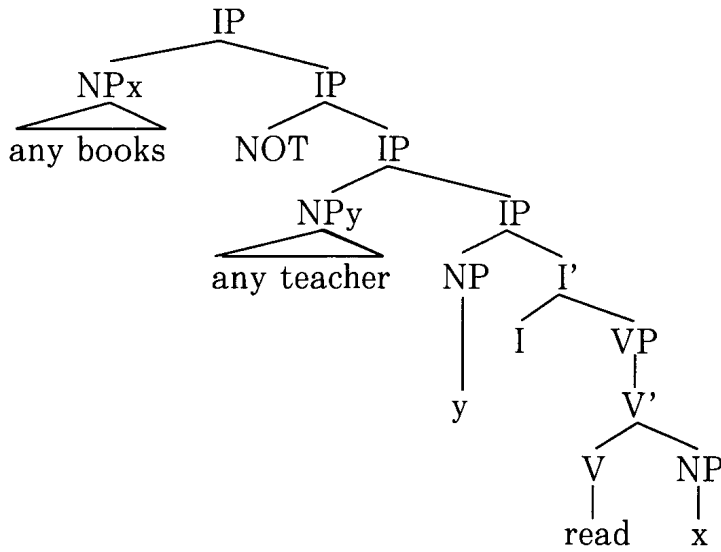 IP
NPx IP
any books NOT IP
NPy IP
any teacher NP I'
I VP
y V'
V NP
read x